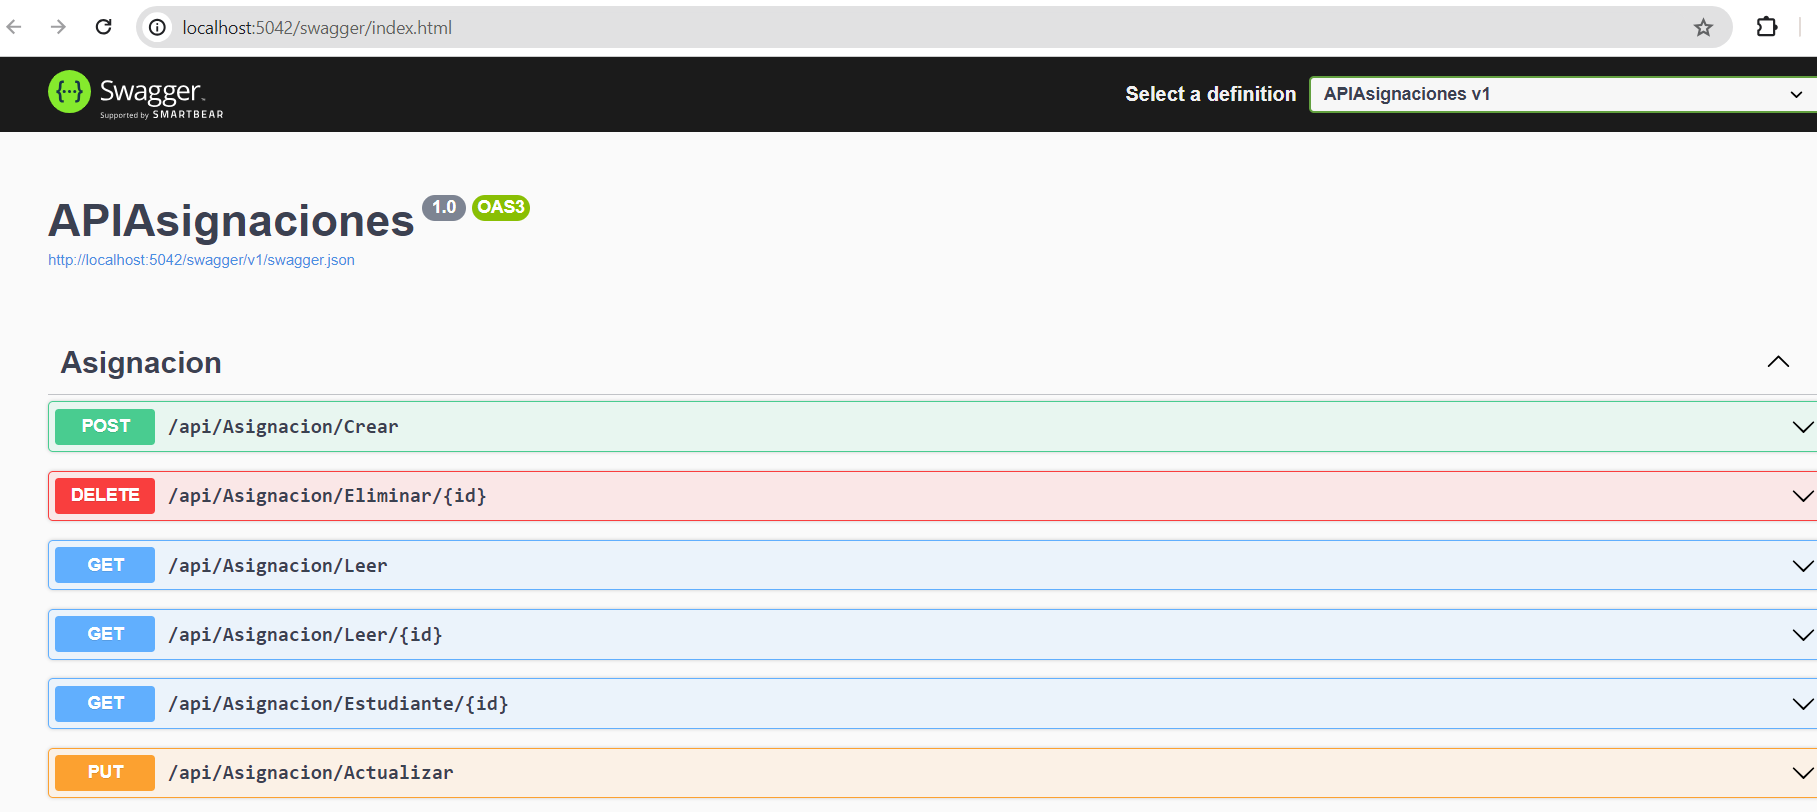 localhost:5042/swagger/index.html
{···} Swagger™
Supported by SMARTBEAR
Select a definition APIAsignaciones v1
APIAsignaciones 1.0 OAS3
http://localhost:5042/swagger/v1/swagger.json
Asignacion
POST /api/Asignacion/Crear
DELETE /api/Asignacion/Eliminar/{id}
GET /api/Asignacion/Leer
GET /api/Asignacion/Leer/{id}
GET /api/Asignacion/Estudiante/{id}
PUT /api/Asignacion/Actualizar